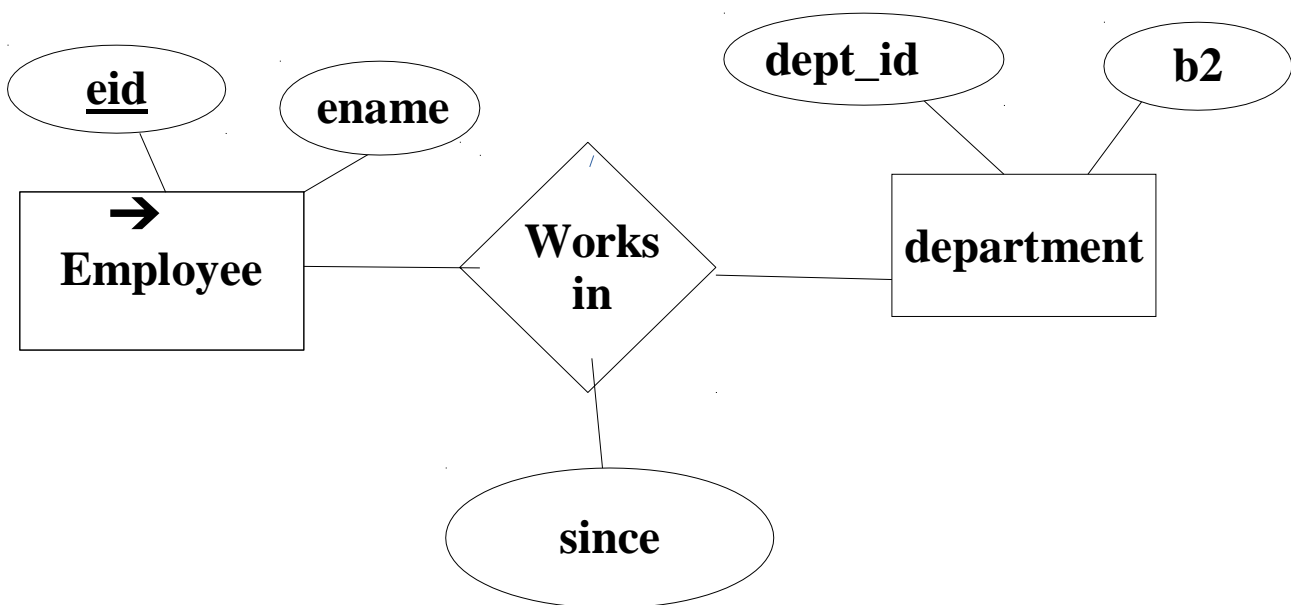 eid
ename
dept_id
b2
➔
Employee
Works
in
department
since